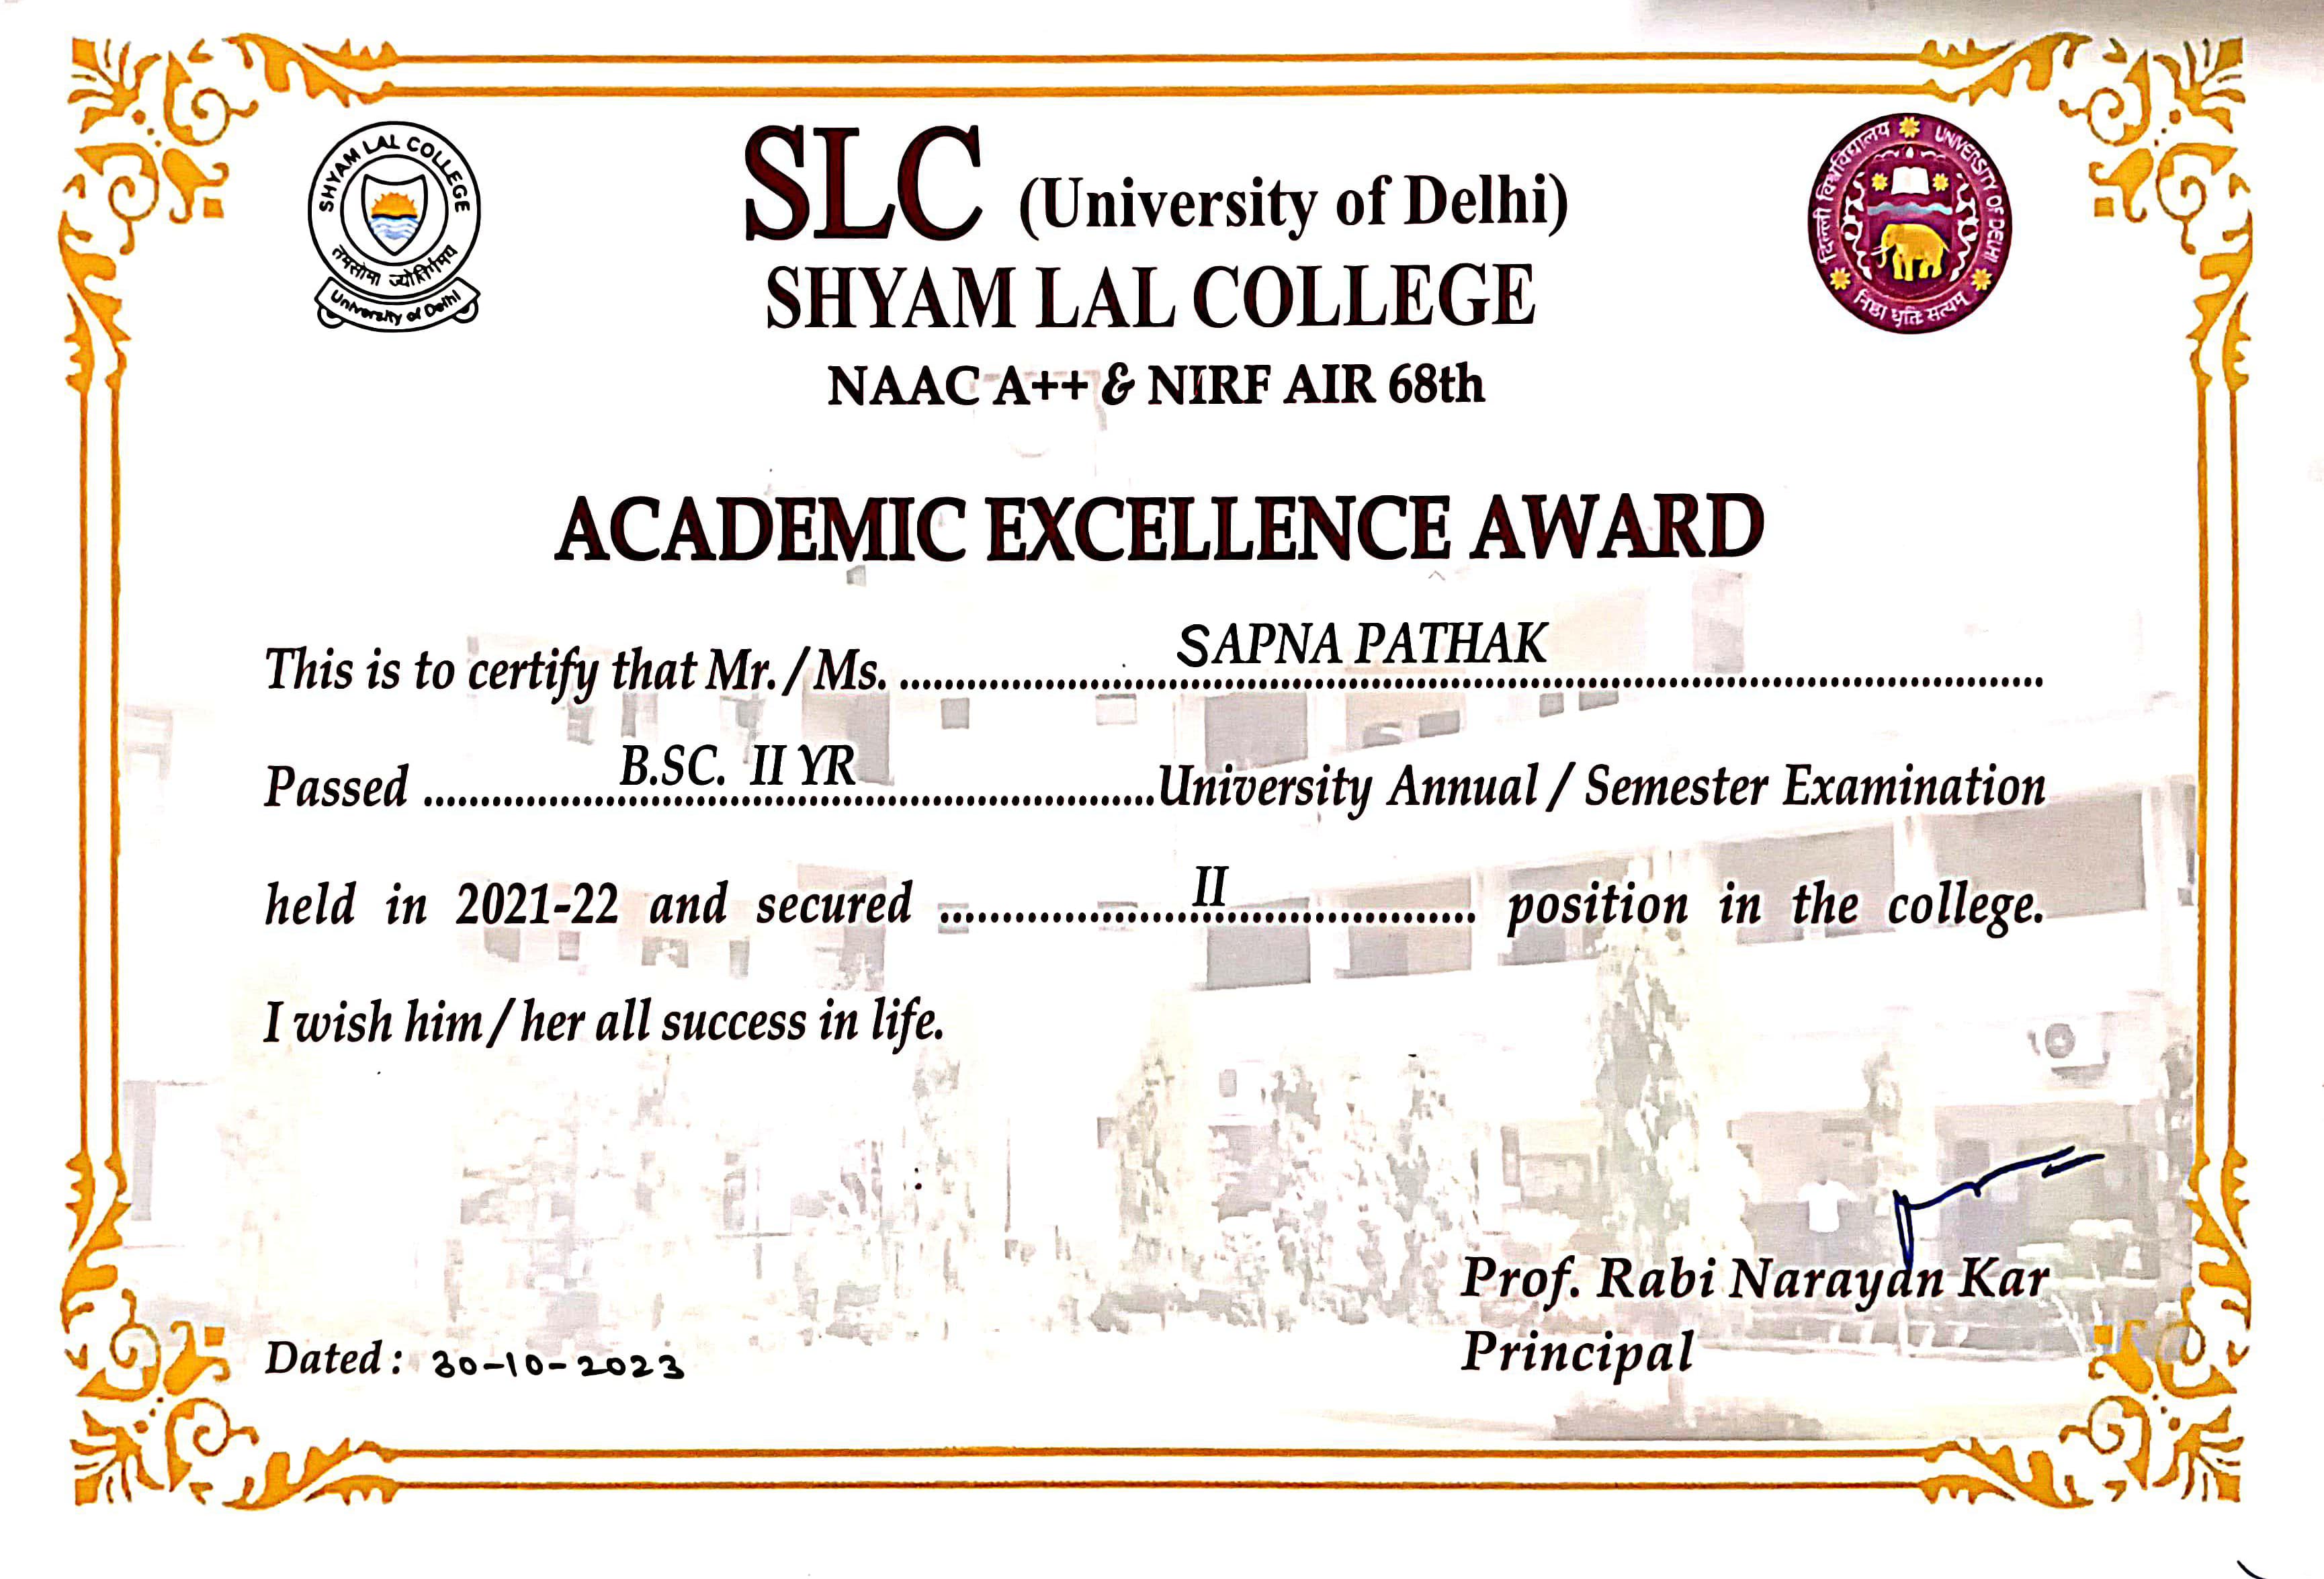 SHYAM LAL COLLEGE
तमसोमा ज्योतिर्गमय
University of Delhi
SLC (University of Delhi)
SHYAM LAL COLLEGE
NAAC A++ & NIRF AIR 68th
दिल्ली विश्वविद्यालय
UNIVERSITY OF DELHI
निष्ठा धृतिः सत्यम्
ACADEMIC EXCELLENCE AWARD
This is to certify that Mr. / Ms. SAPNA PATHAK
Passed B.SC. II YR University Annual / Semester Examination
held in 2021-22 and secured II position in the college.
I wish him / her all success in life.
Prof. Rabi Narayan Kar
Principal
Dated : 30-10-2023